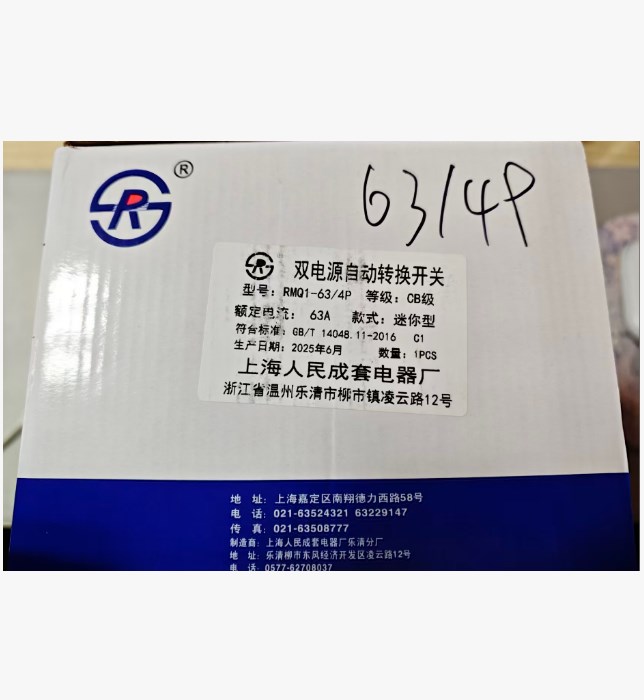 ®
63/4P
双电源自动转换开关
型号：RMQ1-63/4P 等级：CB级
额定电流： 63A 款式：迷你型
符合标准：GB/T 14048.11-2016 C1
生产日期：2025年6月 数量：1PCS
上海人民成套电器厂
浙江省温州乐清市柳市镇凌云路12号
地 址：上海嘉定区南翔德力西路58号
电 话：021-63524321 63229147
传 真：021-63508777
制造商：上海人民成套电器厂乐清分厂
地 址：乐清柳市东风经济开发区凌云路12号
电 话：0577-62708037